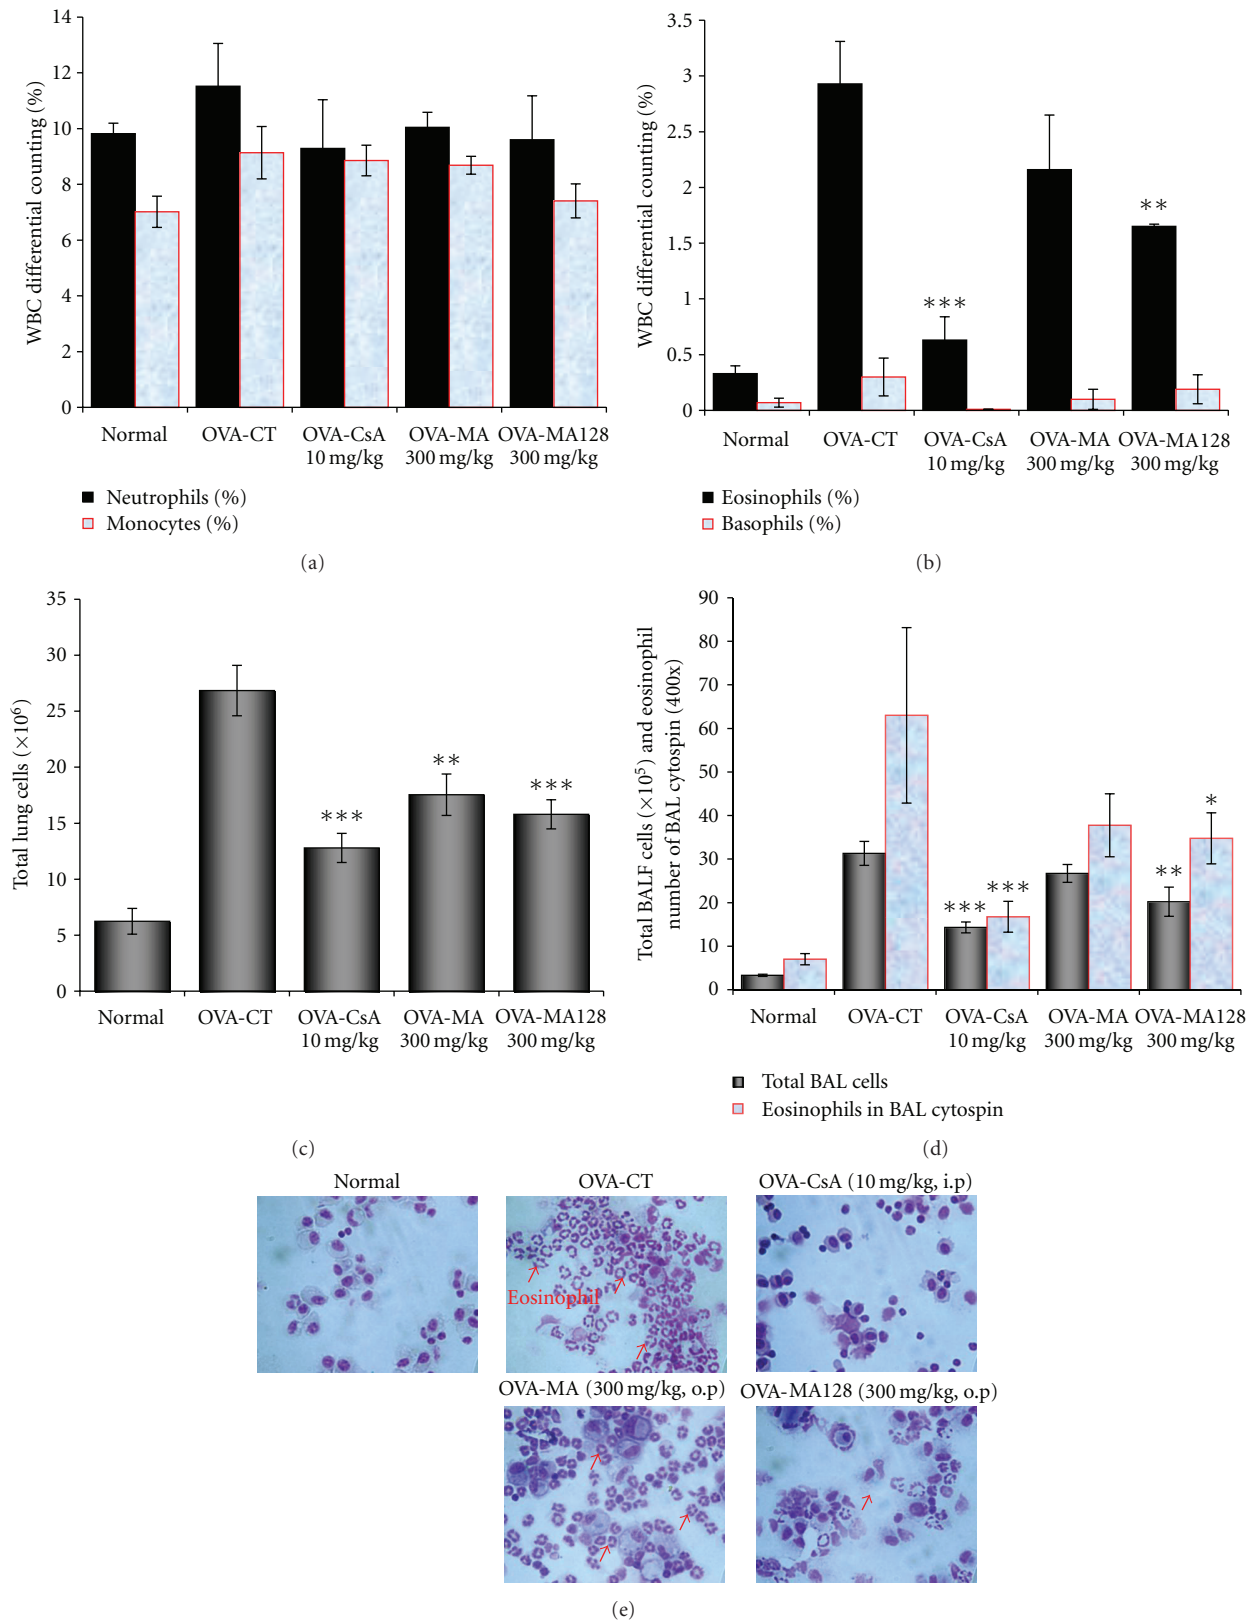 14
12
10
8
6
4
2
0
WBC differential counting (%)
Normal OVA-CT OVA-CsA OVA-MA OVA-MA128
10 mg/kg 300 mg/kg 300 mg/kg
Neutrophils (%)
Monocytes (%)
(a)
3.5
3
2.5
2
1.5
1
0.5
0
WBC differential counting (%)
**
***
Normal OVA-CT OVA-CsA OVA-MA OVA-MA128
10 mg/kg 300 mg/kg 300 mg/kg
Eosinophils (%)
Basophils (%)
(b)
35
30
25
20
15
10
5
0
Total lung cells (×10⁶)
*** ** ***
Normal OVA-CT OVA-CsA OVA-MA OVA-MA128
10 mg/kg 300 mg/kg 300 mg/kg
(c)
90
80
70
60
50
40
30
20
10
0
Total BALF cells (×10⁵) and eosinophil
number of BAL cytospin (400x)
*** *** ** *
Normal OVA-CT OVA-CsA OVA-MA OVA-MA128
10 mg/kg 300 mg/kg 300 mg/kg
Total BAL cells
Eosinophils in BAL cytospin
(d)
Normal OVA-CT OVA-CsA (10 mg/kg, i.p)
Eosinophil
OVA-MA (300 mg/kg, o.p) OVA-MA128 (300 mg/kg, o.p)
(e)